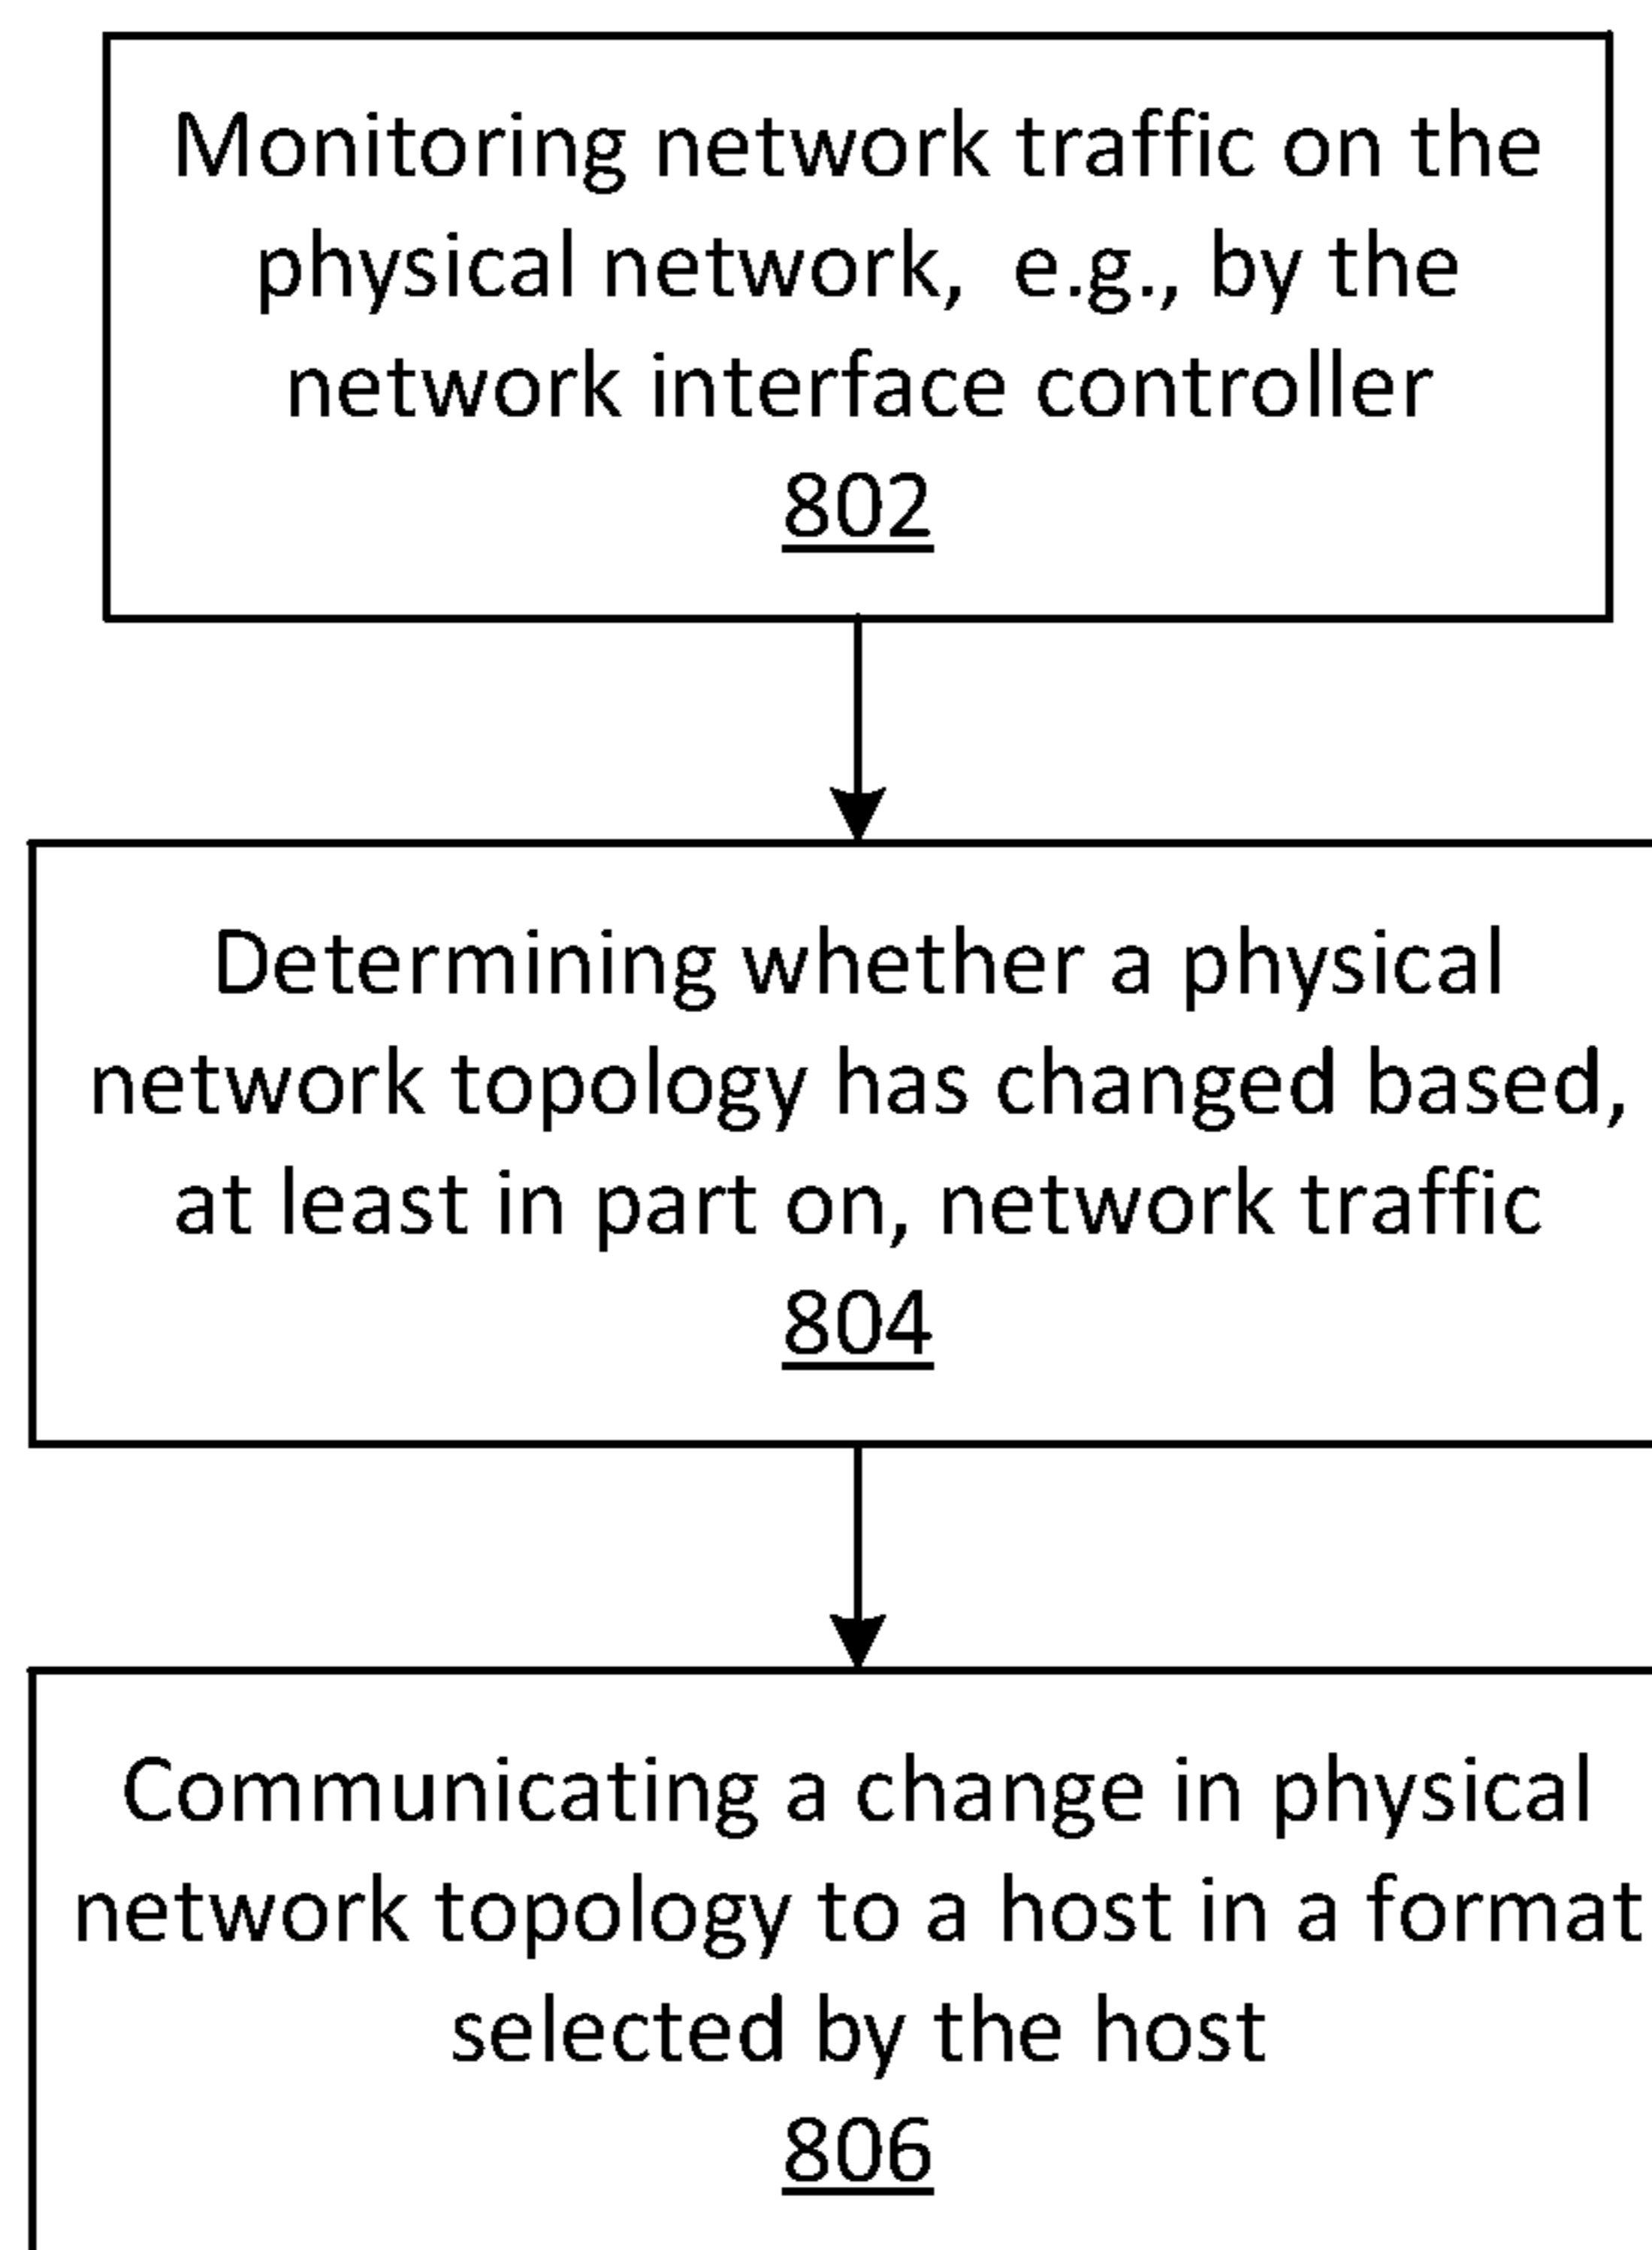 Monitoring network traffic on the
physical network, e.g., by the
network interface controller
802
Determining whether a physical
network topology has changed based,
at least in part on, network traffic
804
Communicating a change in physical
network topology to a host in a format
selected by the host
806